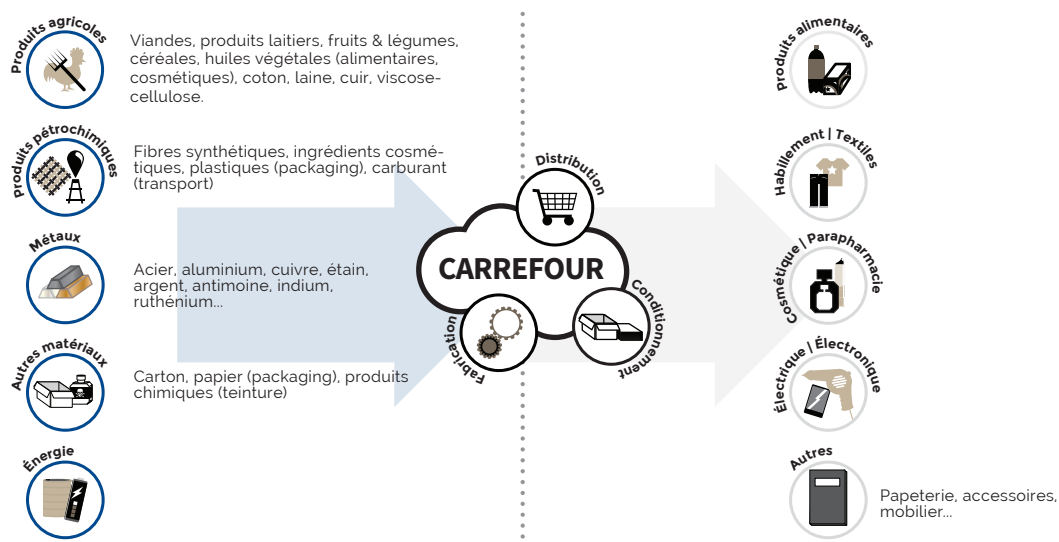 Produits agricoles
Viandes, produits laitiers, fruits & légumes,
céréales, huiles végétales (alimentaires,
cosmétiques), coton, laine, cuir, viscose-
cellulose.
Produits pétrochimiques
Fibres synthétiques, ingrédients cosmé-
tiques, plastiques (packaging), carburant
(transport)
Métaux
Acier, aluminium, cuivre, étain,
argent, antimoine, indium,
ruthénium...
Autres matériaux
Carton, papier (packaging), produits
chimiques (teinture)
Énergie
Distribution
CARREFOUR
Fabrication
Conditionnement
Produits alimentaires
Habillement | Textiles
Cosmétique | Parapharmacie
Électrique | Électronique
Autres
Papeterie, accessoires,
mobilier...